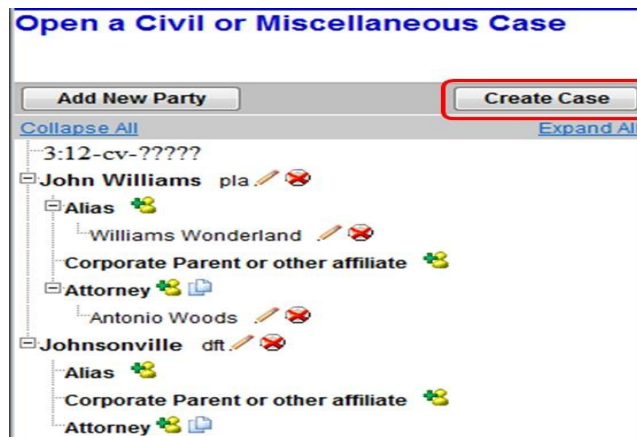 Open a Civil or Miscellaneous Case
Add New Party Create Case
Collapse All Expand All
3:12-cv-?????
John Williams pla
Alias
Williams Wonderland
Corporate Parent or other affiliate
Attorney
Antonio Woods
Johnsonville dft
Alias
Corporate Parent or other affiliate
Attorney